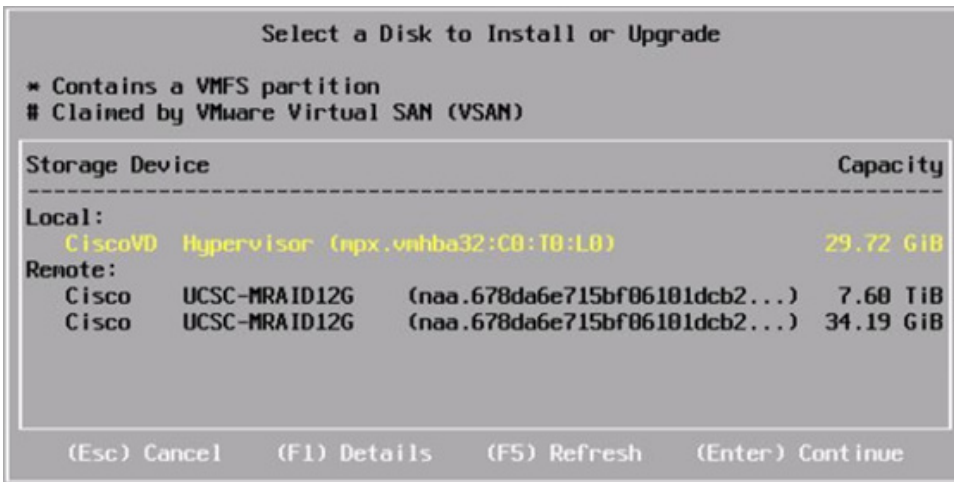 Select a Disk to Install or Upgrade
* Contains a VMFS partition
# Claimed by VMware Virtual SAN (VSAN)
Storage Device Capacity
Local:
CiscoVD Hypervisor (mpx.vmhba32:C0:T0:L0) 29.72 GiB
Remote:
Cisco UCSC-MRAID12G (naa.678da6e715bf06101dcb2...) 7.60 TiB
Cisco UCSC-MRAID12G (naa.678da6e715bf06101dcb2...) 34.19 GiB
(Esc) Cancel (F1) Details (F5) Refresh (Enter) Continue